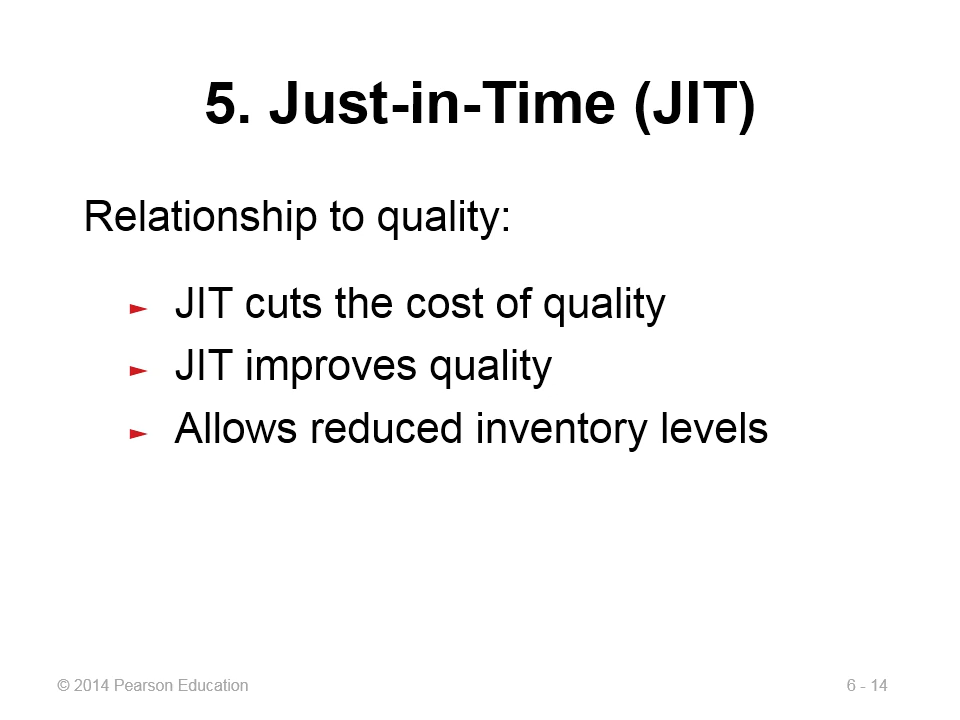 5. Just-in-Time (JIT)
Relationship to quality:
► JIT cuts the cost of quality
► JIT improves quality
► Allows reduced inventory levels
© 2014 Pearson Education
6 - 14